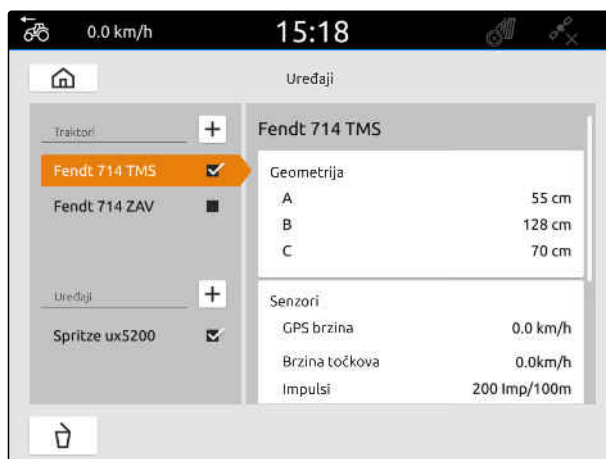 0.0 km/h
15:18
Uređaji
Traktori
Fendt 714 TMS
Fendt 714 ZAV
Uređaji
Spritze ux5200
Fendt 714 TMS
Geometrija
A 55 cm
B 128 cm
C 70 cm
Senzori
GPS brzina 0.0 km/h
Brzina točkova 0.0km/h
Impulsi 200 Imp/100m